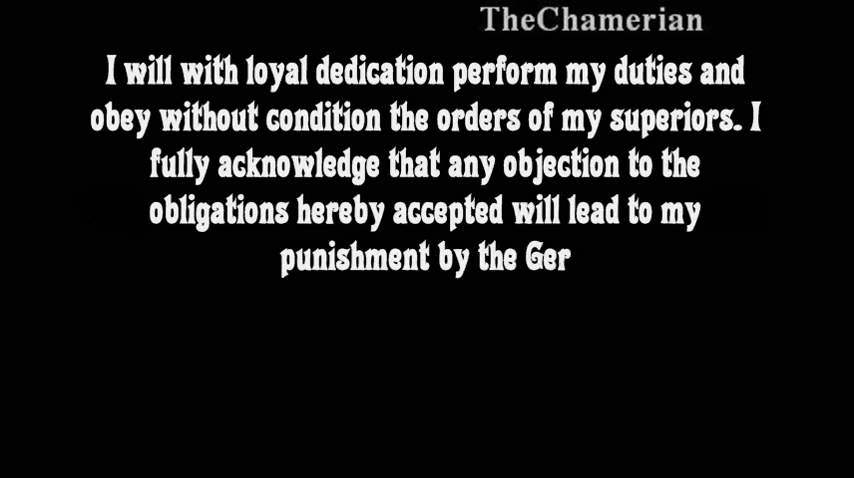 TheChamerian
I will with loyal dedication perform my duties and
obey without condition the orders of my superiors. I
fully acknowledge that any objection to the
obligations hereby accepted will lead to my
punishment by the Ger